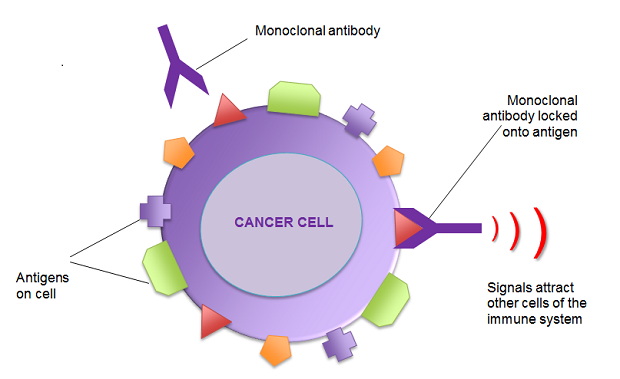 Monoclonal antibody
Monoclonal
antibody locked
onto antigen
CANCER CELL
Antigens
on cell
Signals attract
other cells of the
immune system